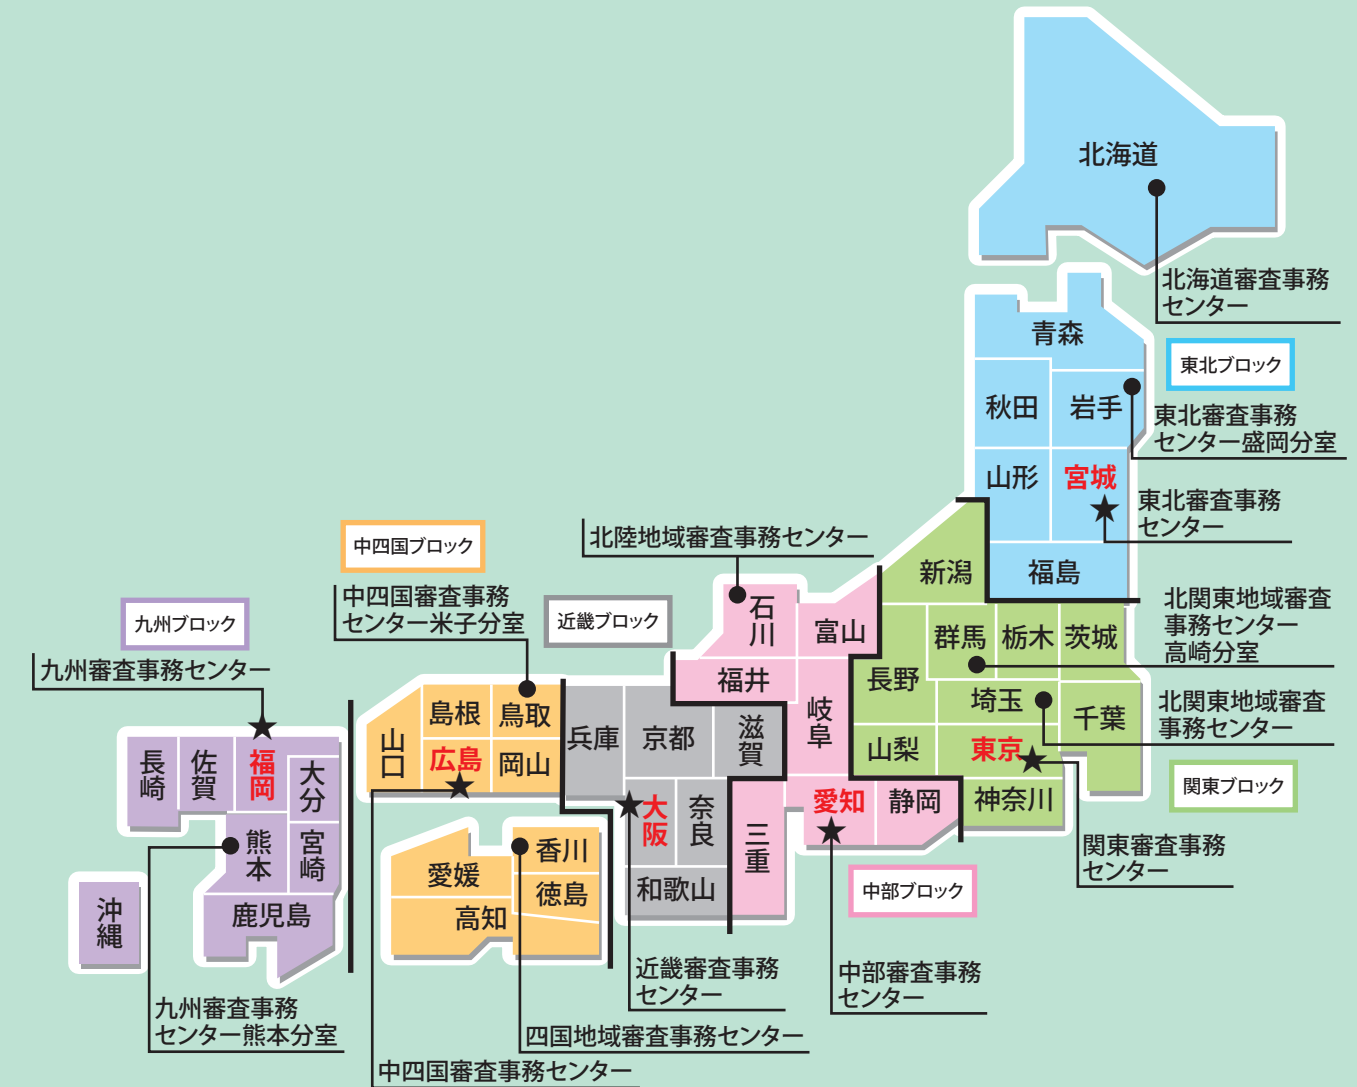 北海道
北海道審査事務
センター
青森
東北ブロック
秋田
岩手
東北審査事務
センター盛岡分室
山形
宮城
東北審査事務
センター
福島
新潟
北陸地域審査事務センター
中四国ブロック
中四国審査事務
センター米子分室
近畿ブロック
九州ブロック
九州審査事務センター
石川
富山
福井
岐阜
群馬
栃木
茨城
北関東地域審査
事務センター
高崎分室
長野
埼玉
千葉
北関東地域審査
事務センター
山梨
東京
神奈川
関東ブロック
関東審査事務
センター
島根
鳥取
山口
広島
岡山
兵庫
京都
滋賀
大阪
奈良
和歌山
三重
愛知
静岡
中部ブロック
中部審査事務
センター
近畿審査事務
センター
長崎
佐賀
福岡
大分
熊本
宮崎
鹿児島
沖縄
愛媛
香川
徳島
高知
九州審査事務
センター熊本分室
四国地域審査事務センター
中四国審査事務センター